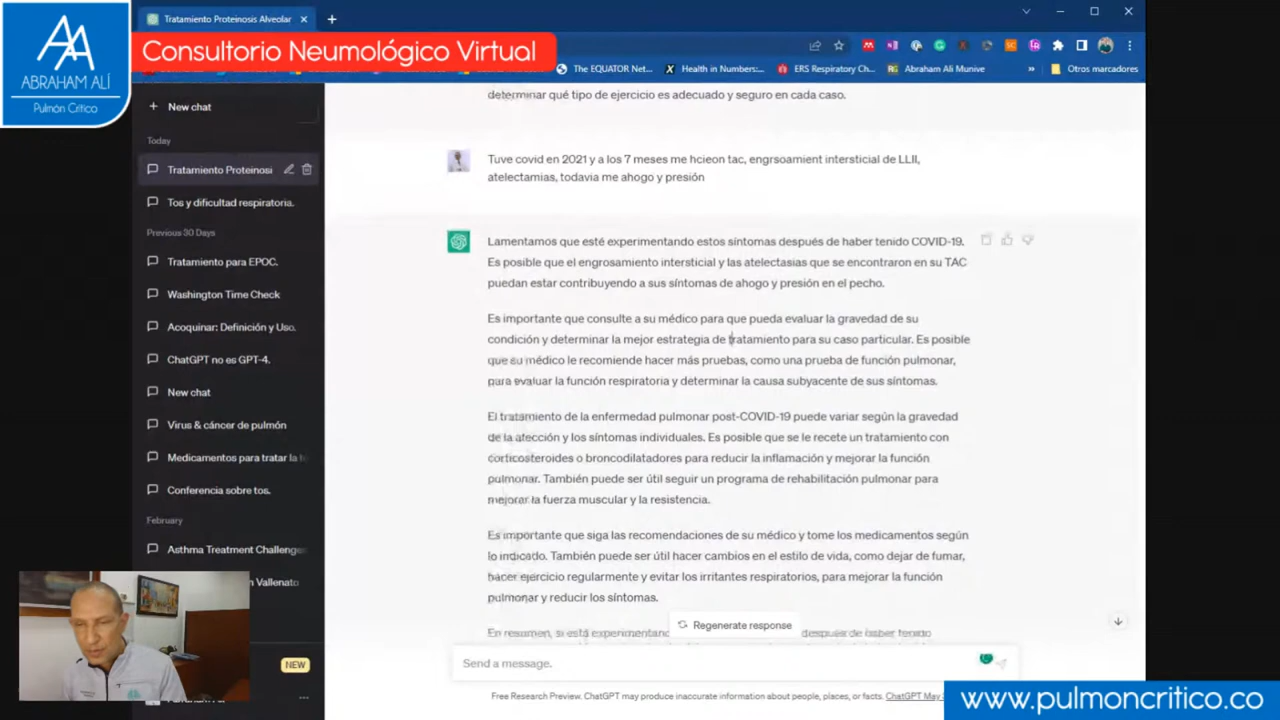 AA
ABRAHAM ALÍ
Pulmón Crítico
Tratamiento Proteinosis Alveolar
Consultorio Neumológico Virtual
The EQUATOR Net...
Health in Numbers:...
ERS Respiratory Ch...
Abraham Ali Munive
»
Otros marcadores
New chat
Today
Tratamiento Proteinosi
Tos y dificultad respiratoria.
Previous 30 Days
Tratamiento para EPOC.
Washington Time Check
Acoquinar: Definición y Uso.
ChatGPT no es GPT-4.
New chat
Virus & cáncer de pulmón
Medicamentos para tratar la
Conferencia sobre tos.
February
Asthma Treatment Challenge
Vallenato
NEW
determinar qué tipo de ejercicio es adecuado y seguro en cada caso.
Tuve covid en 2021 y a los 7 meses me hcieon tac, engrsoamient intersticial de LLII,
atelectamias, todavia me ahogo y presión
Lamentamos que esté experimentando estos síntomas después de haber tenido COVID-19.
Es posible que el engrosamiento intersticial y las atelectasias que se encontraron en su TAC
puedan estar contribuyendo a sus síntomas de ahogo y presión en el pecho.
Es importante que consulte a su médico para que pueda evaluar la gravedad de su
condición y determinar la mejor estrategia de tratamiento para su caso particular. Es posible
que su médico le recomiende hacer más pruebas, como una prueba de función pulmonar,
para evaluar la función respiratoria y determinar la causa subyacente de sus síntomas.
El tratamiento de la enfermedad pulmonar post-COVID-19 puede variar según la gravedad
de la afección y los síntomas individuales. Es posible que se le recete un tratamiento con
corticosteroides o broncodilatadores para reducir la inflamación y mejorar la función
pulmonar. También puede ser útil seguir un programa de rehabilitación pulmonar para
mejorar la fuerza muscular y la resistencia.
Es importante que siga las recomendaciones de su médico y tome los medicamentos según
lo indicado. También puede ser útil hacer cambios en el estilo de vida, como dejar de fumar,
hacer ejercicio regularmente y evitar los irritantes respiratorios, para mejorar la función
pulmonar y reducir los síntomas.
En resumen, si está experimentando después de haber tenido
Regenerate response
Send a message.
Free Research Preview. ChatGPT may produce inaccurate information about people, places, or facts. ChatGPT May
www.pulmoncritico.co